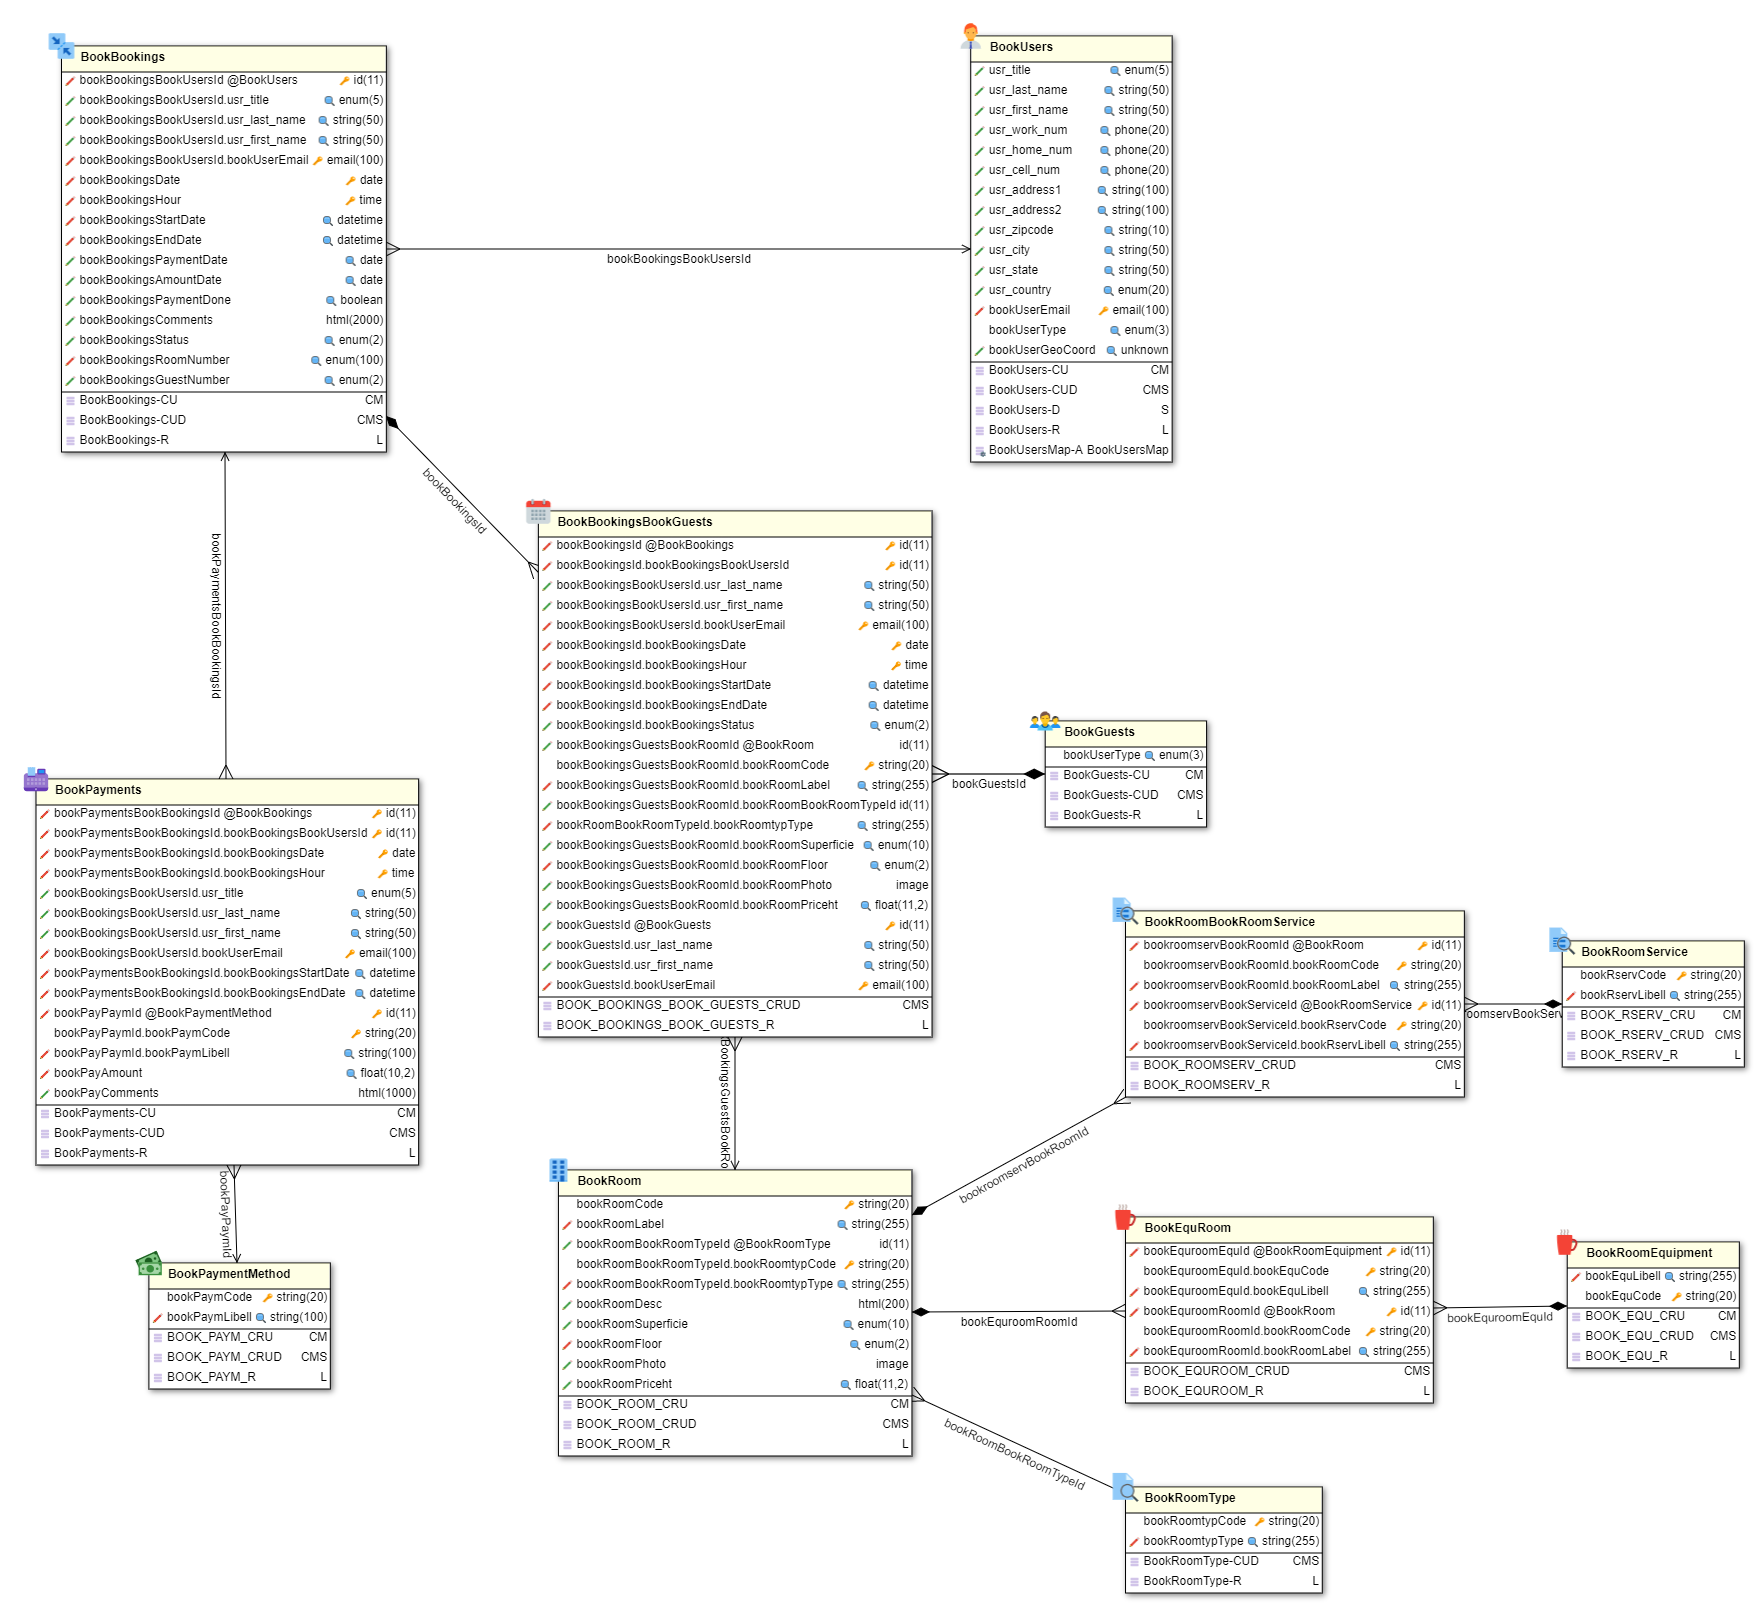 BookBookings
bookBookingsBookUsersId @BookUsers id(11)
bookBookingsBookUsersId.usr_title enum(5)
bookBookingsBookUsersId.usr_last_name string(50)
bookBookingsBookUsersId.usr_first_name string(50)
bookBookingsBookUsersId.bookUserEmail email(100)
bookBookingsDate date
bookBookingsHour time
bookBookingsStartDate datetime
bookBookingsEndDate datetime
bookBookingsPaymentDate date
bookBookingsAmountDate date
bookBookingsPaymentDone boolean
bookBookingsComments html(2000)
bookBookingsStatus enum(2)
bookBookingsRoomNumber enum(100)
bookBookingsGuestNumber enum(2)
BookBookings-CU CM
BookBookings-CUD CMS
BookBookings-R L
bookBookingsBookUsersId
BookUsers
usr_title enum(5)
usr_last_name string(50)
usr_first_name string(50)
usr_work_num phone(20)
usr_home_num phone(20)
usr_cell_num phone(20)
usr_address1 string(100)
usr_address2 string(100)
usr_zipcode string(10)
usr_city string(50)
usr_state string(50)
usr_country enum(20)
bookUserEmail email(100)
bookUserType enum(3)
bookUserGeoCoord unknown
BookUsers-CU CM
BookUsers-CUD CMS
BookUsers-D S
BookUsers-R L
BookUsersMap-A BookUsersMap
bookBookingsId
bookPaymentsBookBookingsId
BookBookingsBookGuests
bookBookingsId @BookBookings id(11)
bookBookingsId.bookBookingsBookUsersId id(11)
bookBookingsBookUsersId.usr_last_name string(50)
bookBookingsBookUsersId.usr_first_name string(50)
bookBookingsBookUsersId.bookUserEmail email(100)
bookBookingsId.bookBookingsDate date
bookBookingsId.bookBookingsHour time
bookBookingsId.bookBookingsStartDate datetime
bookBookingsId.bookBookingsEndDate datetime
bookBookingsId.bookBookingsStatus enum(2)
bookBookingsGuestsBookRoomId @BookRoom id(11)
bookBookingsGuestsBookRoomId.bookRoomCode string(20)
bookBookingsGuestsBookRoomId.bookRoomLabel string(255)
bookBookingsGuestsBookRoomId.bookRoomBookRoomTypeId id(11)
bookRoomBookRoomTypeId.bookRoomtypType string(255)
bookBookingsGuestsBookRoomId.bookRoomSuperficie enum(10)
bookBookingsGuestsBookRoomId.bookRoomFloor enum(2)
bookBookingsGuestsBookRoomId.bookRoomPhoto image
bookBookingsGuestsBookRoomId.bookRoomPriceht float(11,2)
bookGuestsId @BookGuests id(11)
bookGuestsId.usr_last_name string(50)
bookGuestsId.usr_first_name string(50)
bookGuestsId.bookUserEmail email(100)
BOOK_BOOKINGS_BOOK_GUESTS_CRUD CMS
BOOK_BOOKINGS_BOOK_GUESTS_R L
bookGuestsId
BookGuests
bookUserType enum(3)
BookGuests-CU CM
BookGuests-CUD CMS
BookGuests-R L
BookPayments
bookPaymentsBookBookingsId @BookBookings id(11)
bookPaymentsBookBookingsId.bookBookingsBookUsersId id(11)
bookPaymentsBookBookingsId.bookBookingsDate date
bookPaymentsBookBookingsId.bookBookingsHour time
bookBookingsBookUsersId.usr_title enum(5)
bookBookingsBookUsersId.usr_last_name string(50)
bookBookingsBookUsersId.usr_first_name string(50)
bookBookingsBookUsersId.bookUserEmail email(100)
bookPaymentsBookBookingsId.bookBookingsStartDate datetime
bookPaymentsBookBookingsId.bookBookingsEndDate datetime
bookPayPaymId @BookPaymentMethod id(11)
bookPayPaymId.bookPaymCode string(20)
bookPayPaymId.bookPaymLibell string(100)
bookPayAmount float(10,2)
bookPayComments html(1000)
BookPayments-CU CM
BookPayments-CUD CMS
BookPayments-R L
BookRoomBookRoomService
bookroomservBookRoomId @BookRoom id(11)
bookroomservBookRoomId.bookRoomCode string(20)
bookroomservBookRoomId.bookRoomLabel string(255)
bookroomservBookServiceId @BookRoomService id(11)
bookroomservBookServiceId.bookRservCode string(20)
bookroomservBookServiceId.bookRservLibell string(255)
BOOK_ROOMSERV_CRUD CMS
BOOK_ROOMSERV_R L
oomservBookServ
BookRoomService
bookRservCode string(20)
bookRservLibell string(255)
BOOK_RSERV_CRU CM
BOOK_RSERV_CRUD CMS
BOOK_RSERV_R L
BookingsGuestsBookRo
bookroomservBookRoomId
bookPayPaymId
BookPaymentMethod
bookPaymCode string(20)
bookPaymLibell string(100)
BOOK_PAYM_CRU CM
BOOK_PAYM_CRUD CMS
BOOK_PAYM_R L
BookRoom
bookRoomCode string(20)
bookRoomLabel string(255)
bookRoomBookRoomTypeId @BookRoomType id(11)
bookRoomBookRoomTypeId.bookRoomtypCode string(20)
bookRoomBookRoomTypeId.bookRoomtypType string(255)
bookRoomDesc html(200)
bookRoomSuperficie enum(10)
bookRoomFloor enum(2)
bookRoomPhoto image
bookRoomPriceht float(11,2)
BOOK_ROOM_CRU CM
BOOK_ROOM_CRUD CMS
BOOK_ROOM_R L
bookEquroomRoomId
BookEquRoom
bookEquroomEquId @BookRoomEquipment id(11)
bookEquroomEquId.bookEquCode string(20)
bookEquroomEquId.bookEquLibell string(255)
bookEquroomRoomId @BookRoom id(11)
bookEquroomRoomId.bookRoomCode string(20)
bookEquroomRoomId.bookRoomLabel string(255)
BOOK_EQUROOM_CRUD CMS
BOOK_EQUROOM_R L
bookEquroomEquId
BookRoomEquipment
bookEquLibell string(255)
bookEquCode string(20)
BOOK_EQU_CRU CM
BOOK_EQU_CRUD CMS
BOOK_EQU_R L
bookRoomBookRoomTypeId
BookRoomType
bookRoomtypCode string(20)
bookRoomtypType string(255)
BookRoomType-CUD CMS
BookRoomType-R L